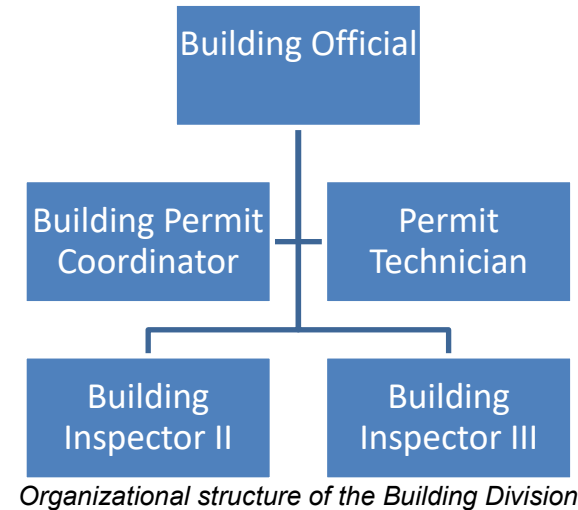 Building Official
Building Permit
Coordinator
Permit
Technician
Building
Inspector II
Building
Inspector III
Organizational structure of the Building Division